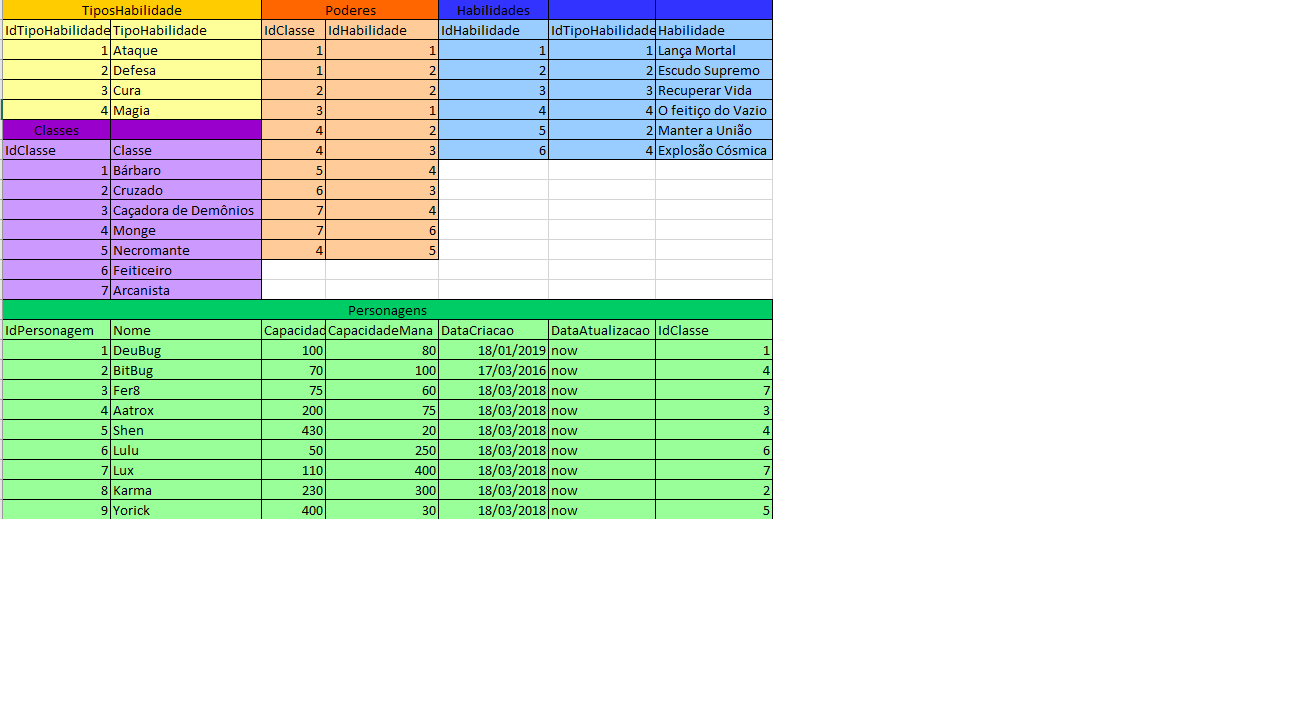 TiposHabilidade Poderes Habilidades
IdTipoHabilidade TipoHabilidade IdClasse IdHabilidade IdHabilidade IdTipoHabilidade Habilidade
1 Ataque 1 1 1 1 Lança Mortal
2 Defesa 1 2 2 2 Escudo Supremo
3 Cura 2 2 3 3 Recuperar Vida
4 Magia 3 1 4 4 O feitiço do Vazio
Classes 4 2 5 2 Manter a União
IdClasse Classe 4 3 6 4 Explosão Cósmica
1 Bárbaro 5 4
2 Cruzado 6 3
3 Caçadora de Demônios 7 4
4 Monge 7 6
5 Necromante 4 5
6 Feiticeiro
7 Arcanista
Personagens
IdPersonagem Nome Capacidad CapacidadeMana DataCriacao DataAtualizacao IdClasse
1 DeuBug 100 80 18/01/2019 now 1
2 BitBug 70 100 17/03/2016 now 4
3 Fer8 75 60 18/03/2018 now 7
4 Aatrox 200 75 18/03/2018 now 3
5 Shen 430 20 18/03/2018 now 4
6 Lulu 50 250 18/03/2018 now 6
7 Lux 110 400 18/03/2018 now 7
8 Karma 230 300 18/03/2018 now 2
9 Yorick 400 30 18/03/2018 now 5